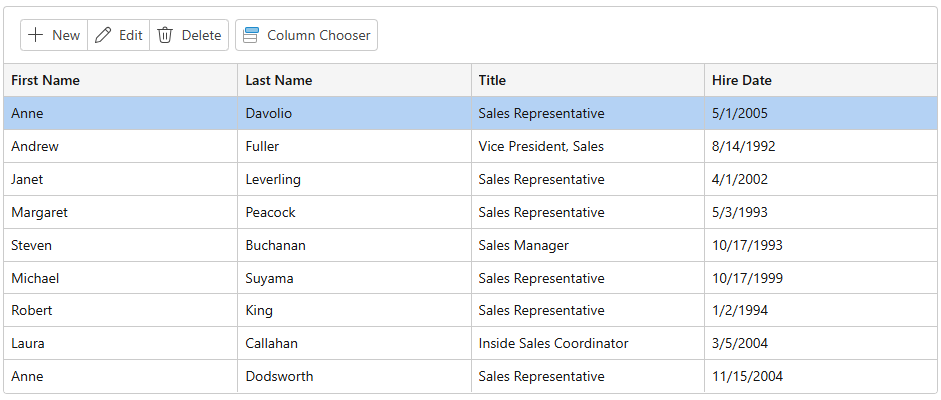 New Edit Delete Column Chooser
First Name Last Name Title Hire Date
Anne Davolio Sales Representative 5/1/2005
Andrew Fuller Vice President, Sales 8/14/1992
Janet Leverling Sales Representative 4/1/2002
Margaret Peacock Sales Representative 5/3/1993
Steven Buchanan Sales Manager 10/17/1993
Michael Suyama Sales Representative 10/17/1999
Robert King Sales Representative 1/2/1994
Laura Callahan Inside Sales Coordinator 3/5/2004
Anne Dodsworth Sales Representative 11/15/2004